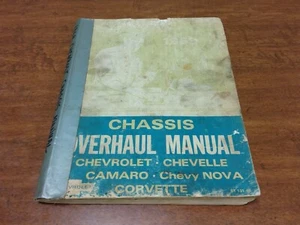 CHASSIS
OVERHAUL MANUAL
CHEVROLET · CHEVELLE
CAMARO · Chevy NOVA
CORVETTE